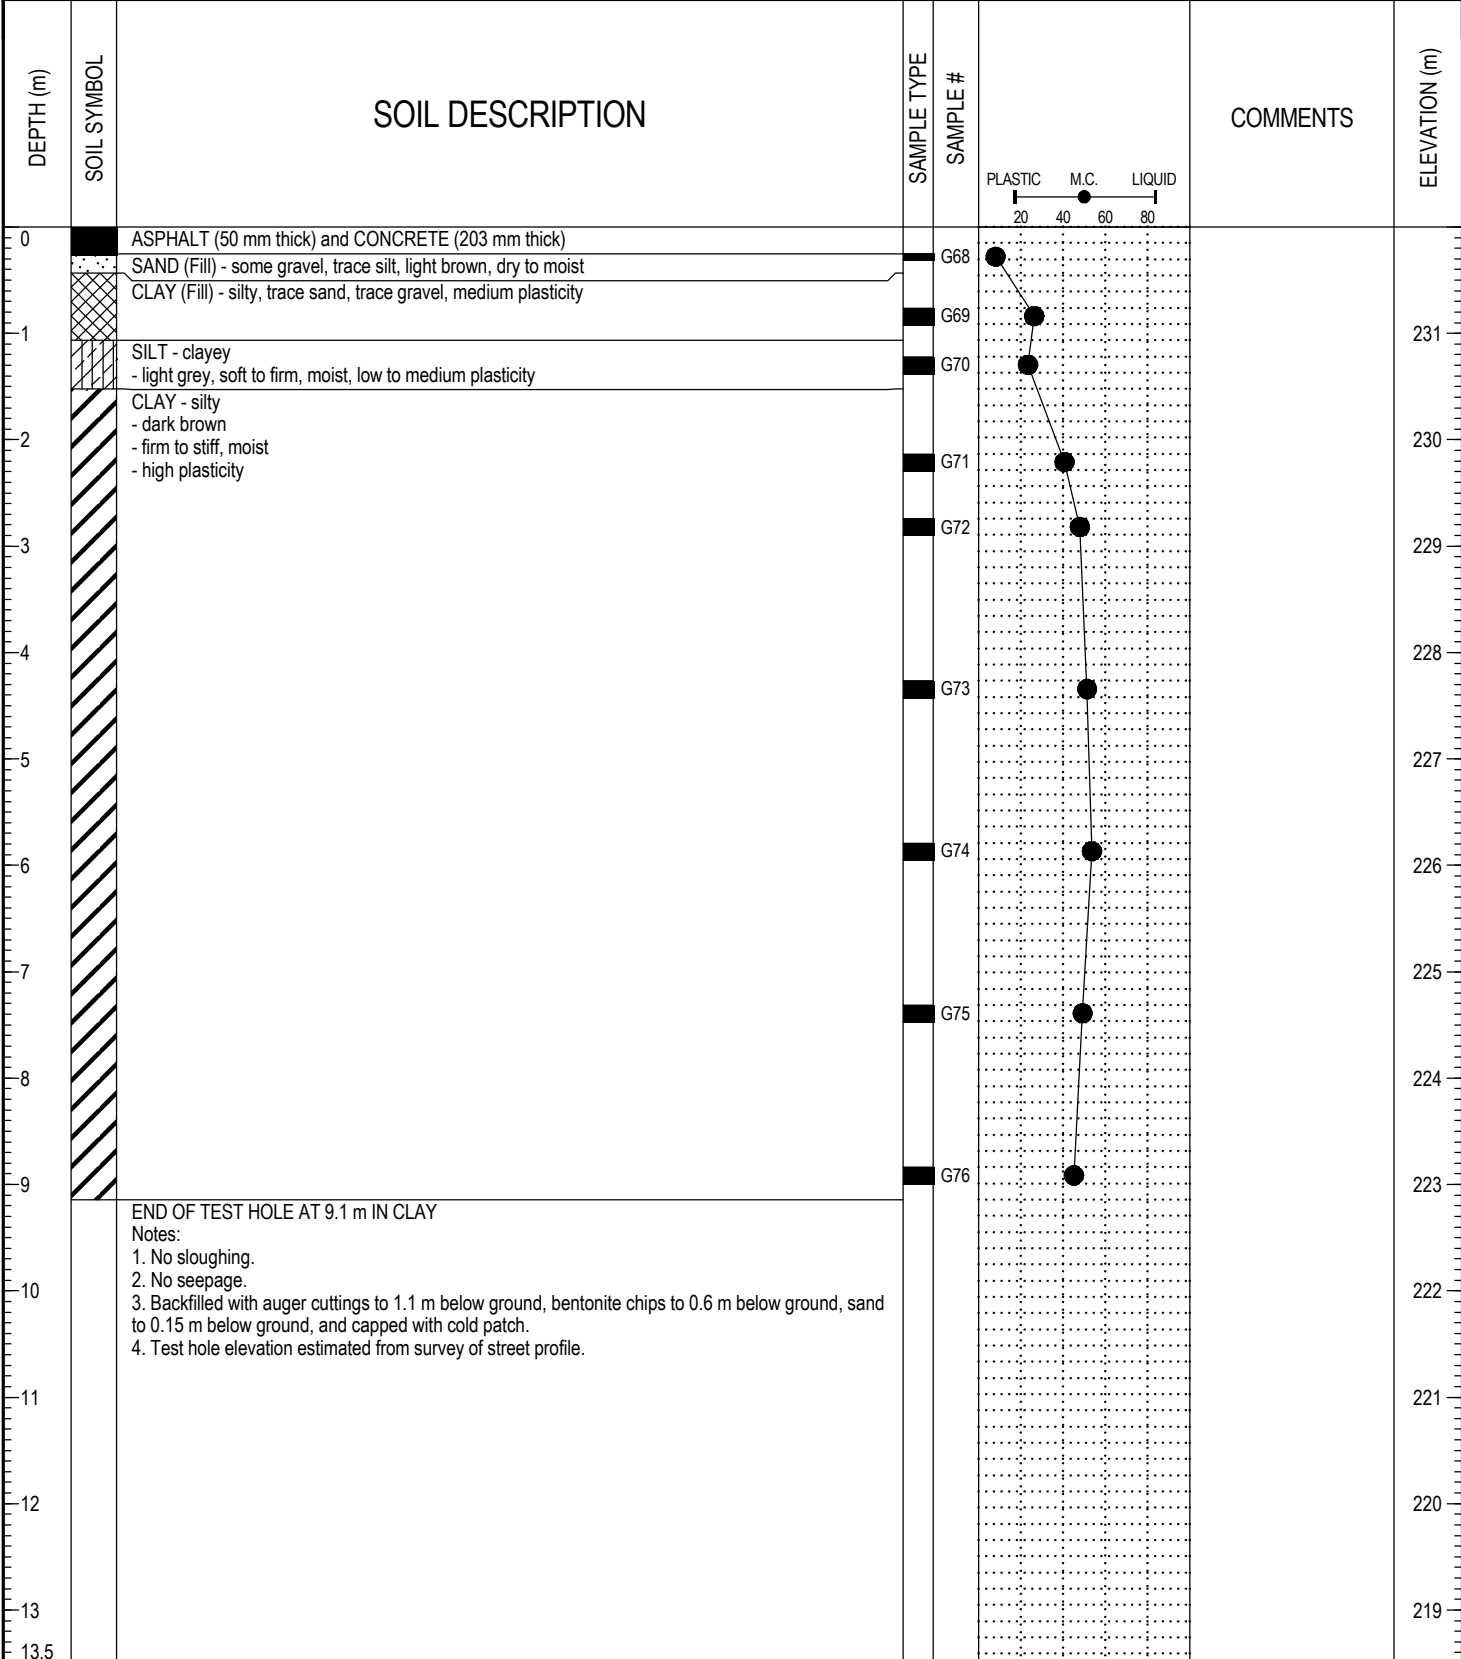 DEPTH (m)
SOIL SYMBOL
SOIL DESCRIPTION
SAMPLE TYPE
SAMPLE #
PLASTIC M.C. LIQUID
20 40 60 80
COMMENTS
ELEVATION (m)
0
ASPHALT (50 mm thick) and CONCRETE (203 mm thick)
SAND (Fill) - some gravel, trace silt, light brown, dry to moist
G68
CLAY (Fill) - silty, trace sand, trace gravel, medium plasticity
G69
1
231
SILT - clayey
- light grey, soft to firm, moist, low to medium plasticity
G70
CLAY - silty
- dark brown
2
230
- firm to stiff, moist
- high plasticity
G71
G72
3
229
4
228
G73
5
227
G74
6
226
7
225
G75
8
224
G76
9
223
END OF TEST HOLE AT 9.1 m IN CLAY
Notes:
1. No sloughing.
2. No seepage.
10
222
3. Backfilled with auger cuttings to 1.1 m below ground, bentonite chips to 0.6 m below ground, sand
to 0.15 m below ground, and capped with cold patch.
4. Test hole elevation estimated from survey of street profile.
11
221
12
220
13
219
13.5